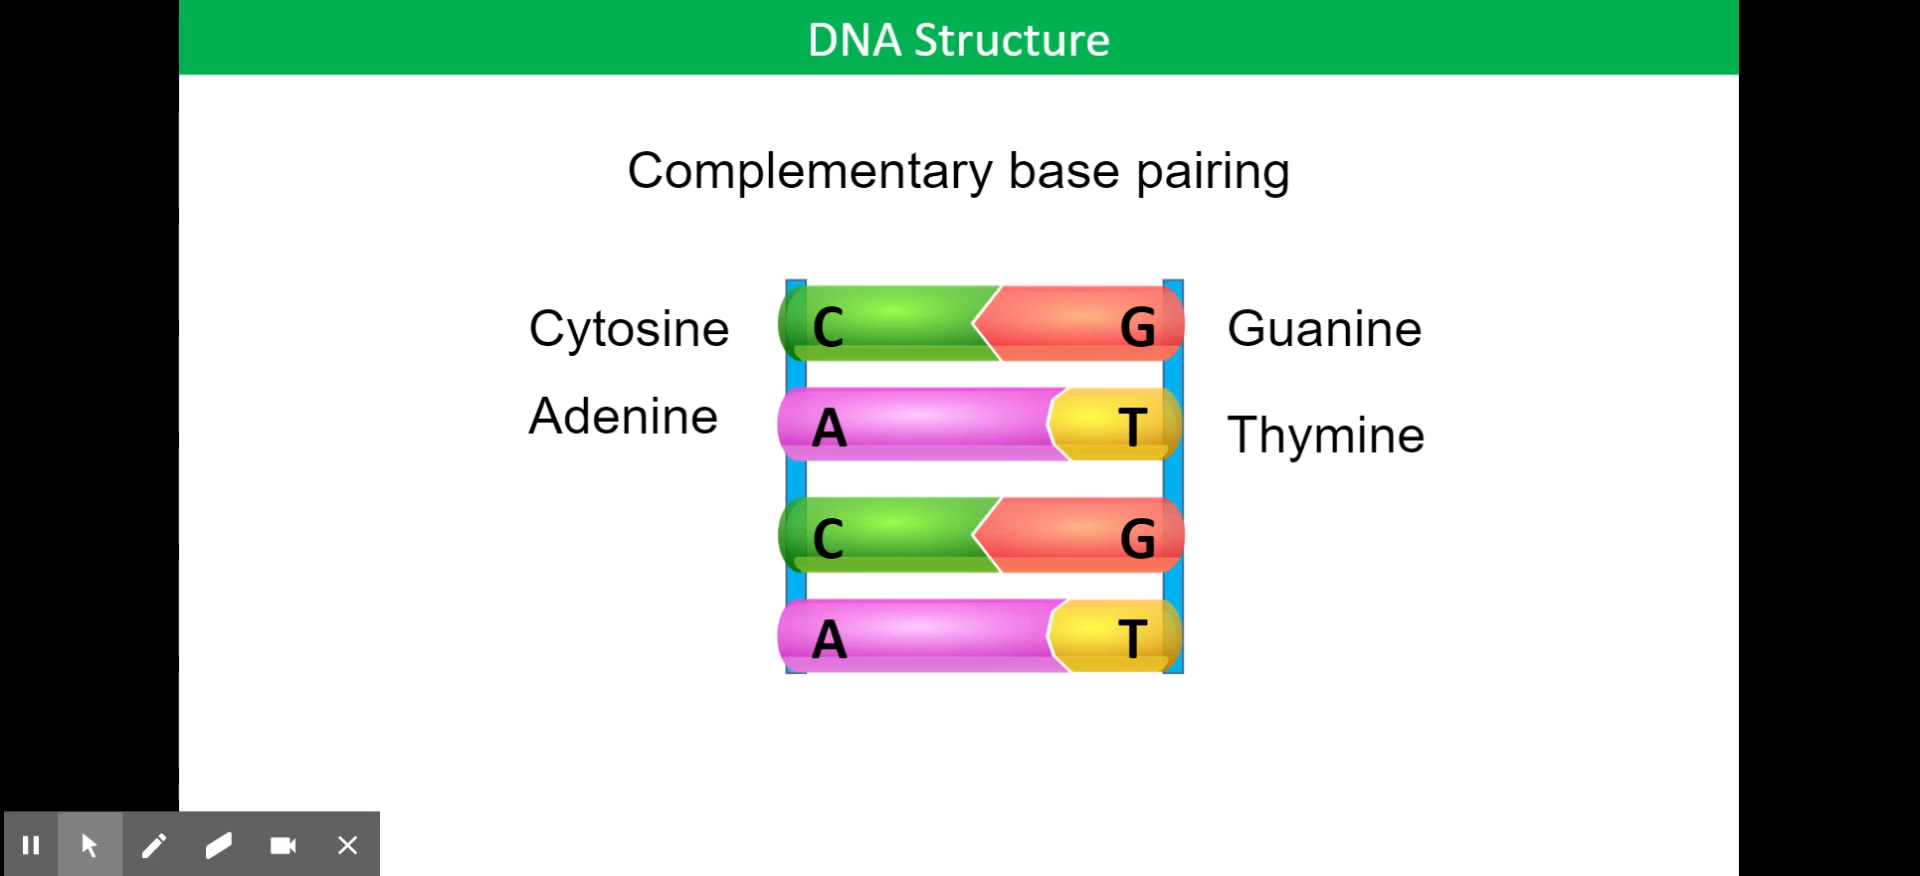 DNA Structure
Complementary base pairing
Cytosine C G Guanine
Adenine A T Thymine
C G
A T